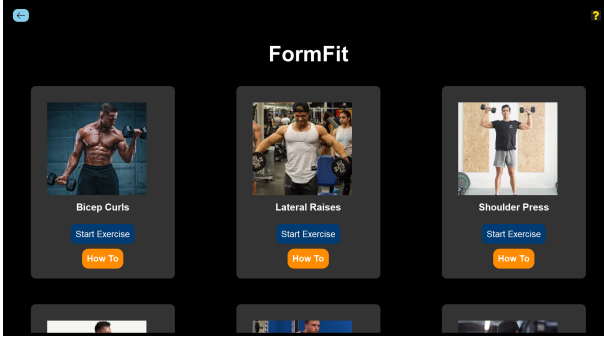 ?
FormFit
Bicep Curls
Lateral Raises
Shoulder Press
Start Exercise
Start Exercise
Start Exercise
How To
How To
How To